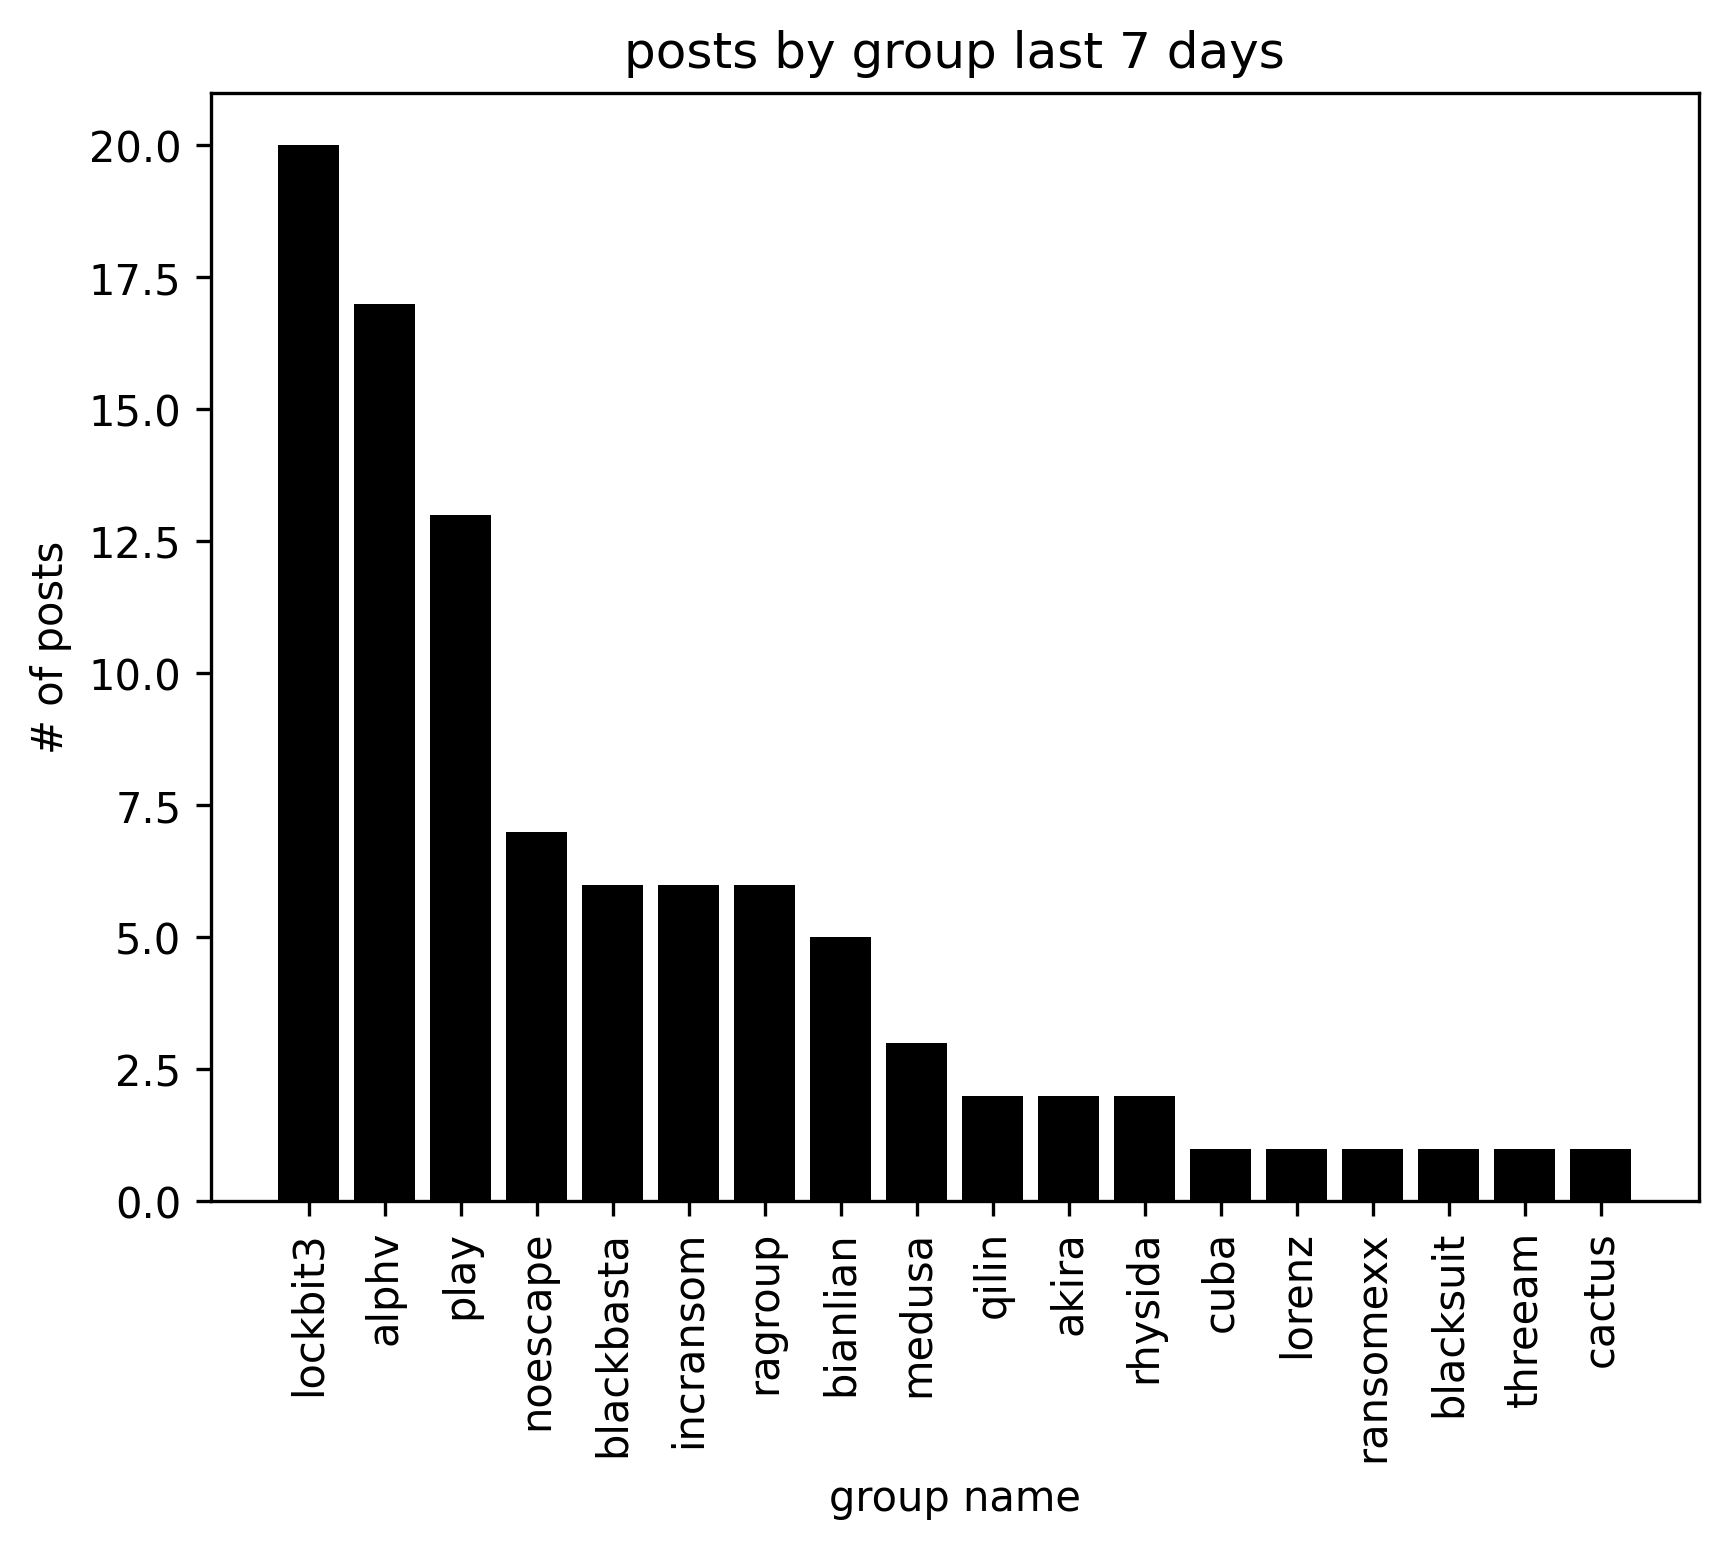 posts by group last 7 days
# of posts
20.0
17.5
15.0
12.5
10.0
7.5
5.0
2.5
0.0
lockbit3
alphv
play
noescape
blackbasta
incransom
ragroup
bianlian
medusa
qilin
akira
rhysida
cuba
lorenz
ransomexx
blacksuit
threeam
cactus
group name